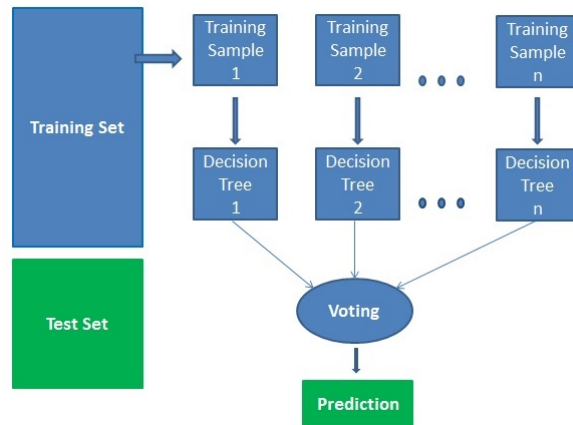 Training Set
Training
Sample
1
Training
Sample
2
Training
Sample
n
Decision
Tree
1
Decision
Tree
2
Decision
Tree
n
Test Set
Voting
Prediction